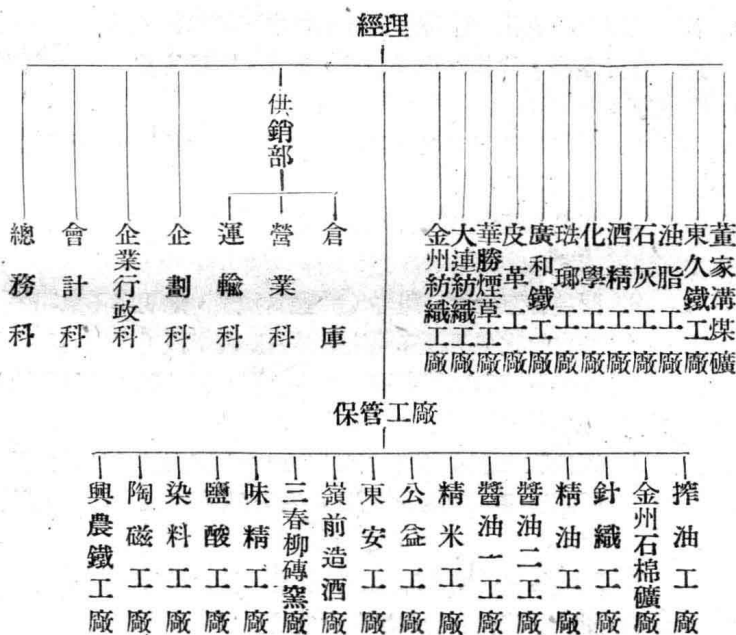 經理
供銷部
總務科
會計科
企業行政科
企劃科
運輸科
營業科
倉庫
金州紡織工廠
大連紡織工廠
華勝煙草工廠
皮革工廠
廣和鐵工廠
琺瑯工廠
化學工廠
酒精工廠
石灰工廠
油脂工廠
東久鐵工廠
董家溝煤礦
保管工廠
興農鐵工廠
陶磁工廠
染料工廠
鹽酸工廠
味精工廠
三春柳磚窯廠
嶺前造酒廠
東安工廠
公益工廠
精米工廠
醬油一工廠
醬油二工廠
精油工廠
針織工廠
金州石棉礦廠
搾油工廠